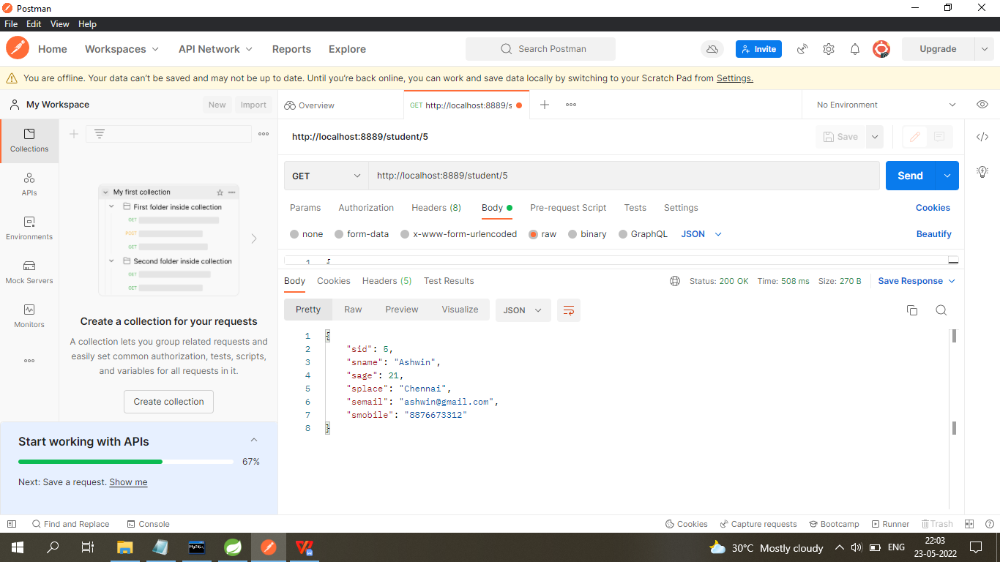 Postman
File Edit View Help
Home Workspaces API Network Reports Explore Search Postman Invite Upgrade
You are offline. Your data can't be saved and may not be up to date. Until you're back online, you can work and save data locally by switching to your Scratch Pad from Settings.
My Workspace New Import Overview GET http://localhost:8889/s No Environment
http://localhost:8889/student/5 Save
Collections
GET http://localhost:8889/student/5 Send
APIs
My first collection
First folder inside collection
GET
POST
GET
Second folder inside collection
GET
GET
Params Authorization Headers (8) Body Pre-request Script Tests Settings Cookies
none form-data x-www-form-urlencoded raw binary GraphQL JSON Beautify
Environments
1 {
Mock Servers
Body Cookies Headers (5) Test Results Status: 200 OK Time: 508 ms Size: 270 B Save Response
Pretty Raw Preview Visualize JSON
Monitors
Create a collection for your requests
A collection lets you group related requests and
easily set common authorization, tests, scripts,
and variables for all requests in it.
Create collection
1 {
2 "sid": 5,
3 "sname": "Ashwin",
4 "sage": 21,
5 "splace": "Chennai",
6 "semail": "ashwin@gmail.com",
7 "smobile": "8876673312"
8 }
Start working with APIs
67%
Next: Save a request. Show me
Find and Replace Console Cookies Capture requests Bootcamp Runner Trash
MySQL
30°C Mostly cloudy ENG 22:03
23-05-2022